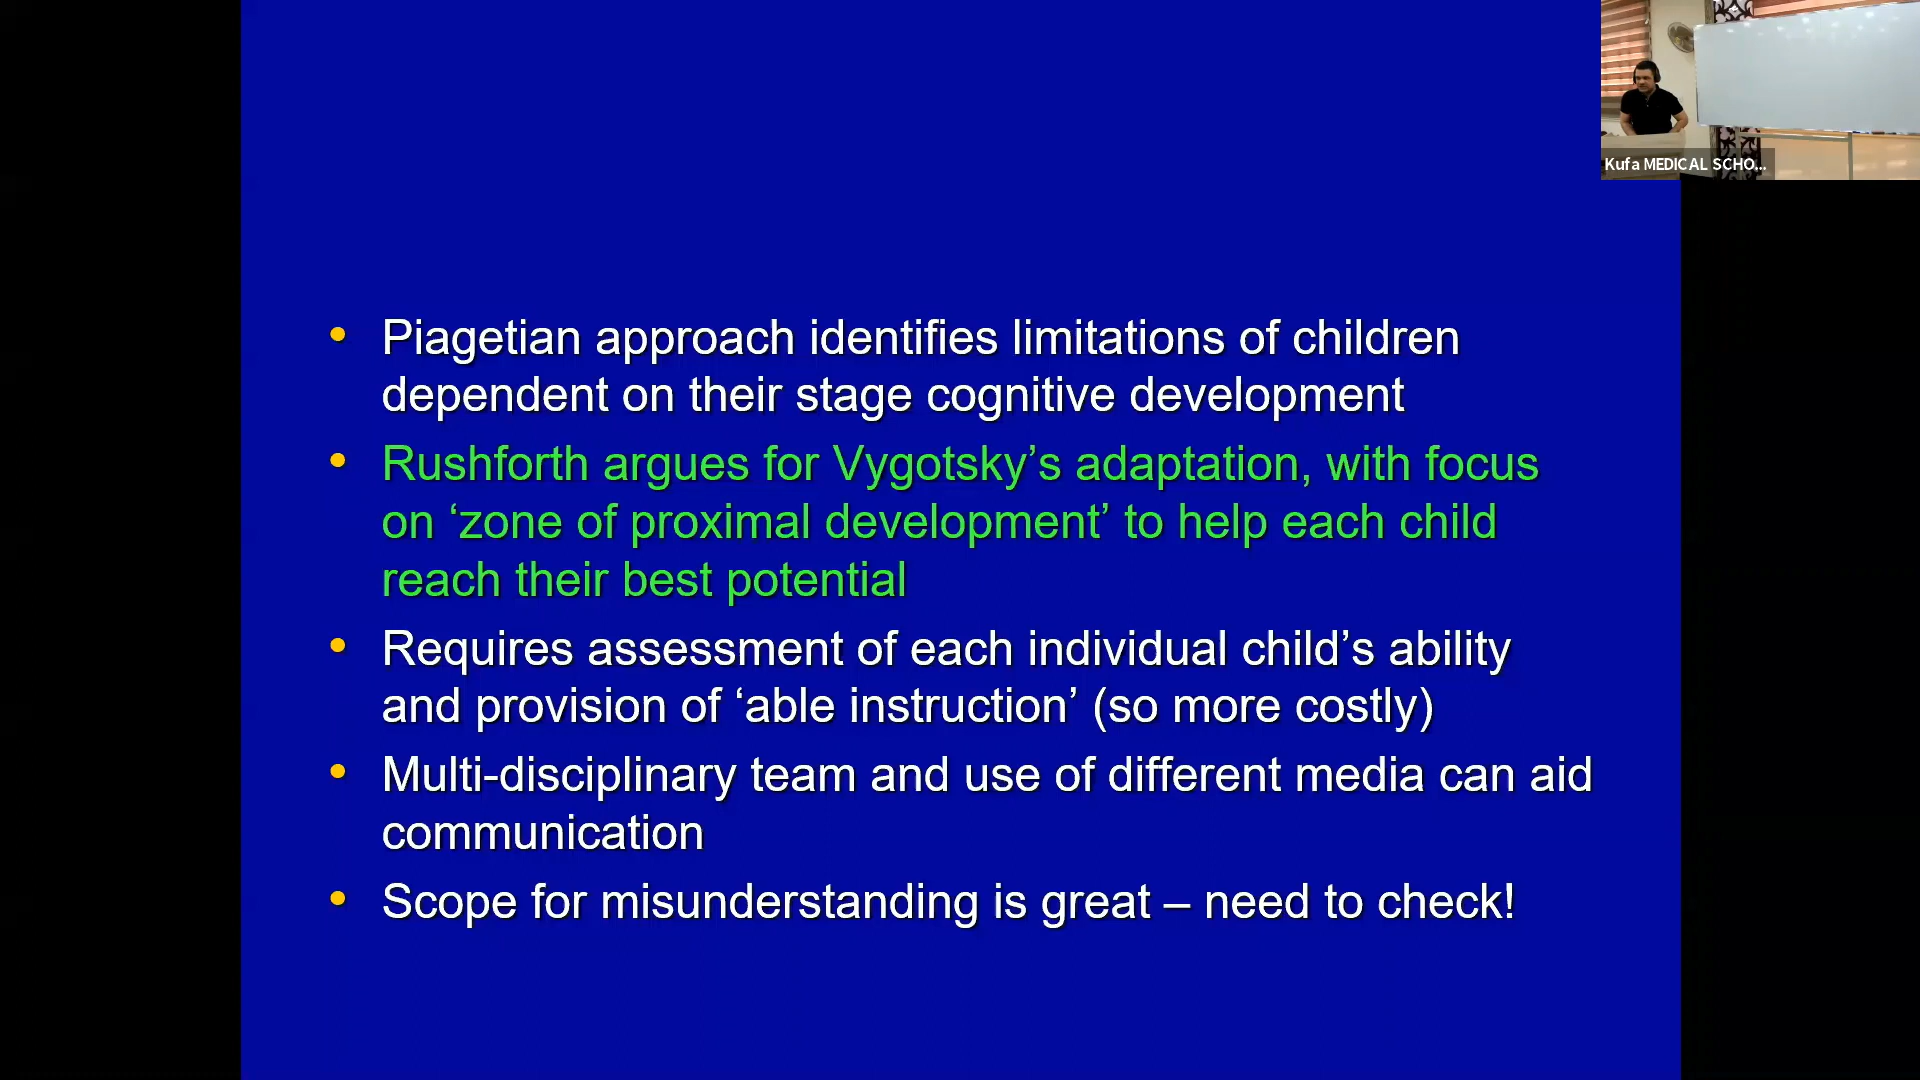 Kufa MEDICAL SCHO...
• Piagetian approach identifies limitations of children
dependent on their stage cognitive development
• Rushforth argues for Vygotsky’s adaptation, with focus
on ‘zone of proximal development’ to help each child
reach their best potential
• Requires assessment of each individual child’s ability
and provision of ‘able instruction’ (so more costly)
• Multi-disciplinary team and use of different media can aid
communication
• Scope for misunderstanding is great – need to check!